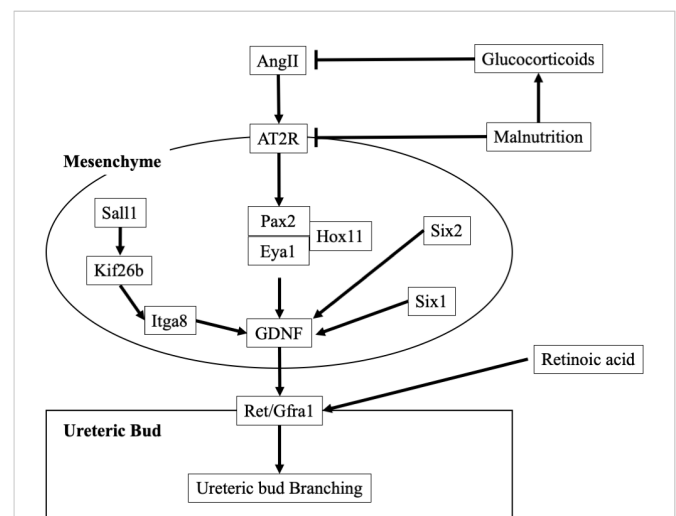 AngII
Glucocorticoids
AT2R
Malnutrition
Mesenchyme
Sall1
Pax2
Hox11
Eya1
Six2
Kif26b
Six1
Itga8
GDNF
Retinoic acid
Ret/Gfra1
Ureteric Bud
Ureteric bud Branching